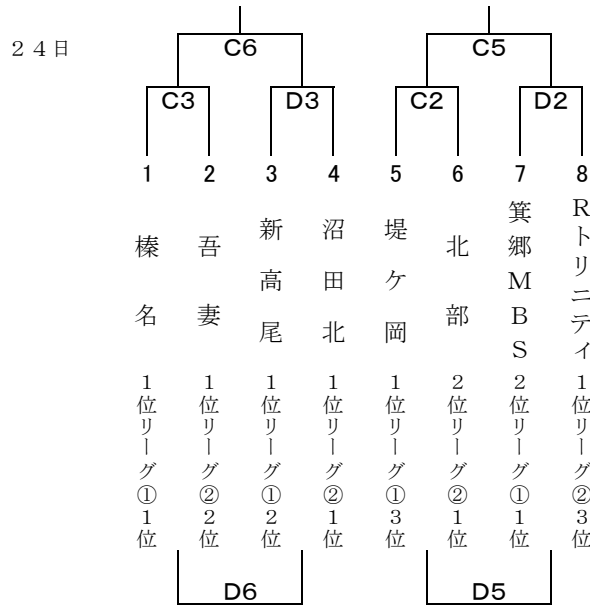 ２４日
C6
C5
C3
D3
C2
D2
1
2
3
4
5
6
7
8
榛名
吾妻
新高尾
沼田北
堤ケ岡
北部
箕郷ＭＢＳ
Ｒトリニティ
１位リーグ①１位
１位リーグ②２位
１位リーグ①２位
１位リーグ②１位
１位リーグ①３位
２位リーグ②１位
２位リーグ①１位
１位リーグ②３位
D6
D5